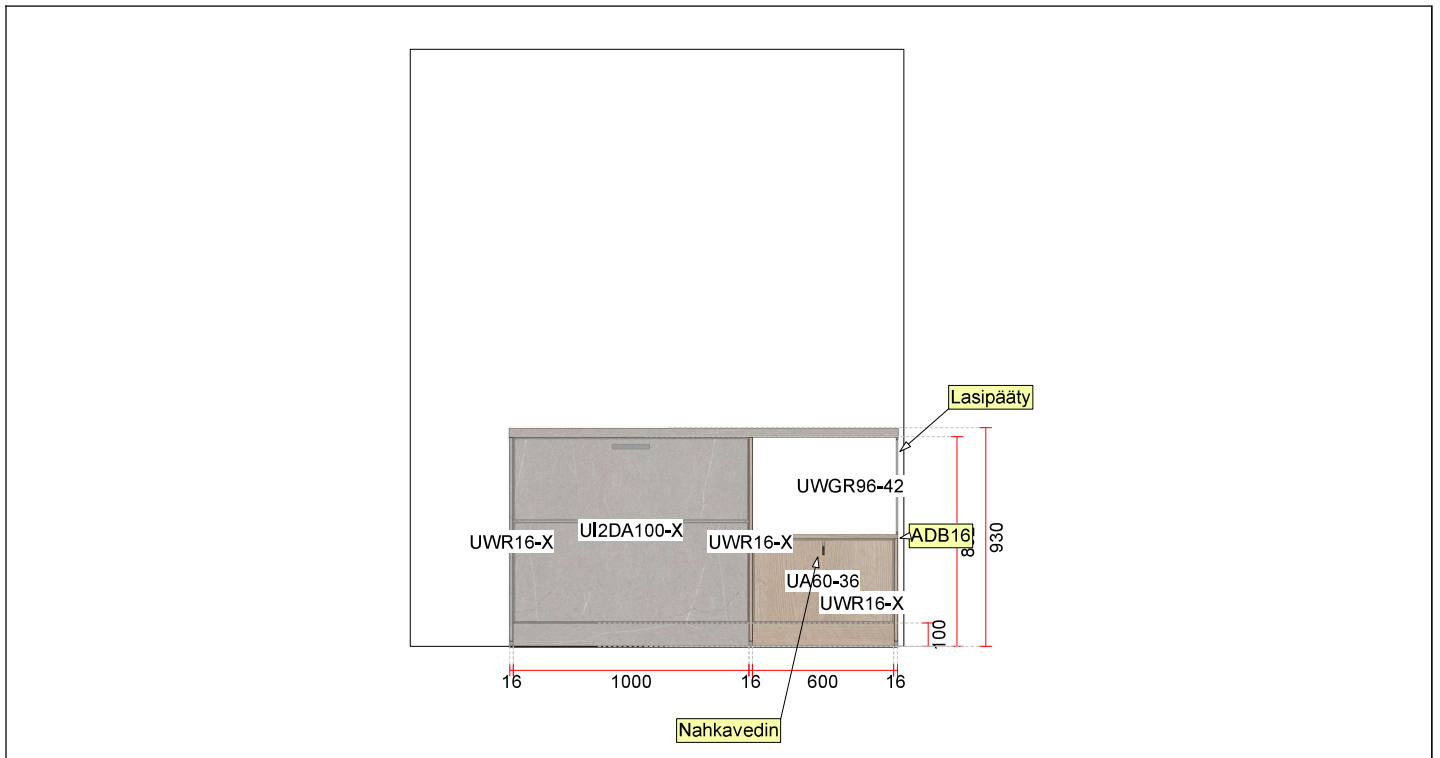 Lasipääty
UWGR96-42
UI2DA100-X
UWR16-X
UWR16-X
ADB16
930
UA60-36
UWR16-X
100
16
1000
16
600
16
Nahkavedin